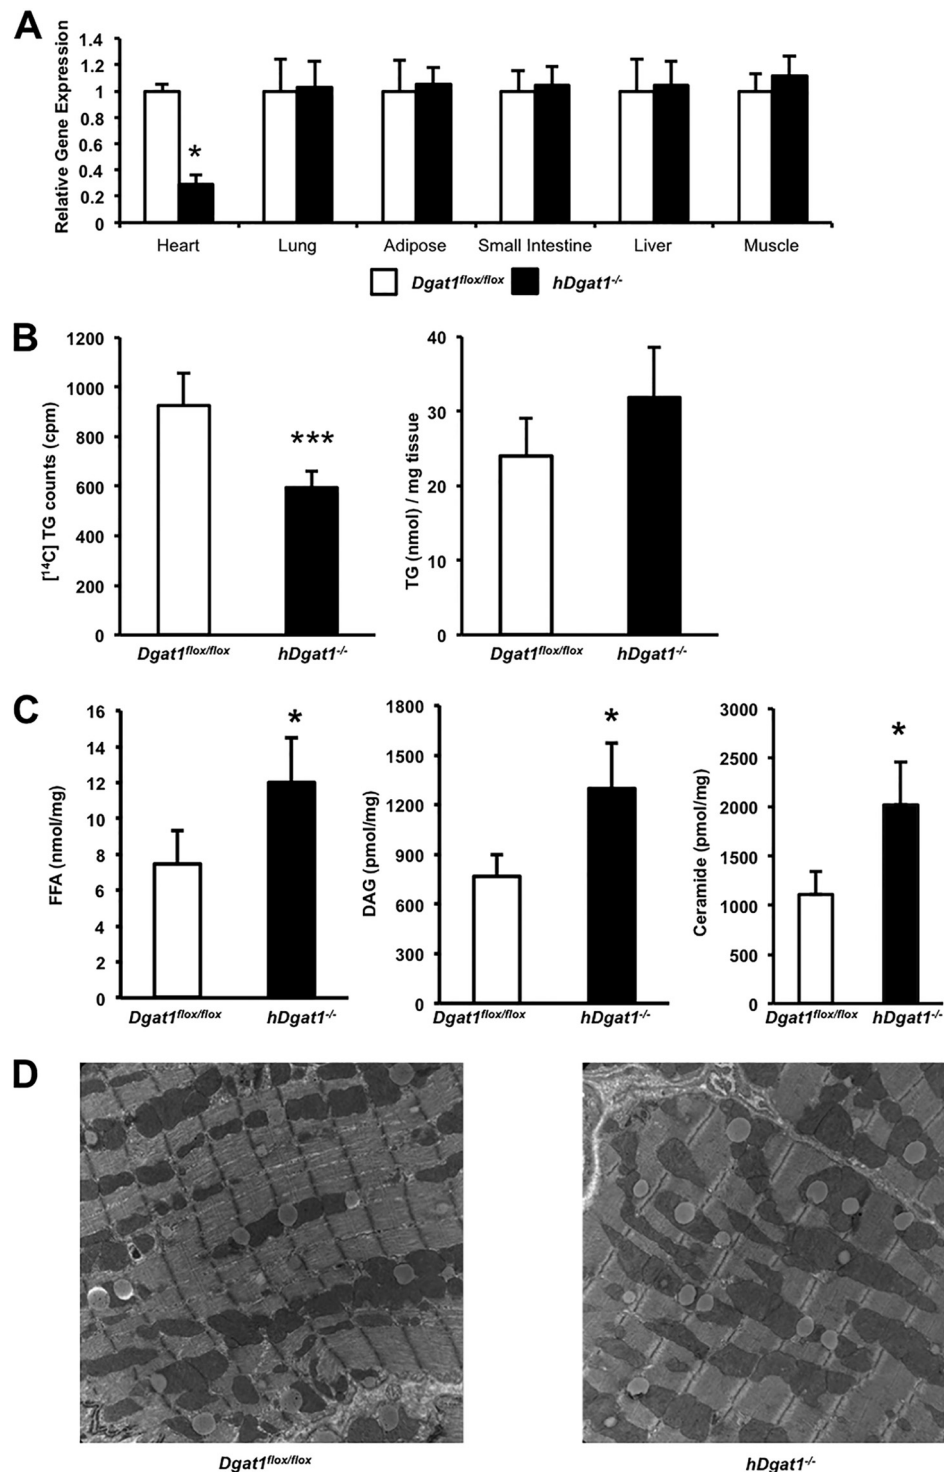 A
Relative Gene Expression
1.4
1.2
1
0.8
0.6
0.4
0.2
0
*
Heart
Lung
Adipose
Small Intestine
Liver
Muscle
Dgat1flox/flox
hDgat1-/-
B
[14C] TG counts (cpm)
1200
1000
800
600
400
200
0
***
Dgat1flox/flox
hDgat1-/-
TG (nmol) / mg tissue
40
30
20
10
0
Dgat1flox/flox
hDgat1-/-
C
FFA (nmol/mg)
16
14
12
10
8
6
4
2
0
*
Dgat1flox/flox
hDgat1-/-
DAG (pmol/mg)
1800
1500
1200
900
600
300
0
*
Dgat1flox/flox
hDgat1-/-
Ceramide (pmol/mg)
3000
2500
2000
1500
1000
500
0
*
Dgat1flox/flox
hDgat1-/-
D
Dgat1flox/flox
hDgat1-/-